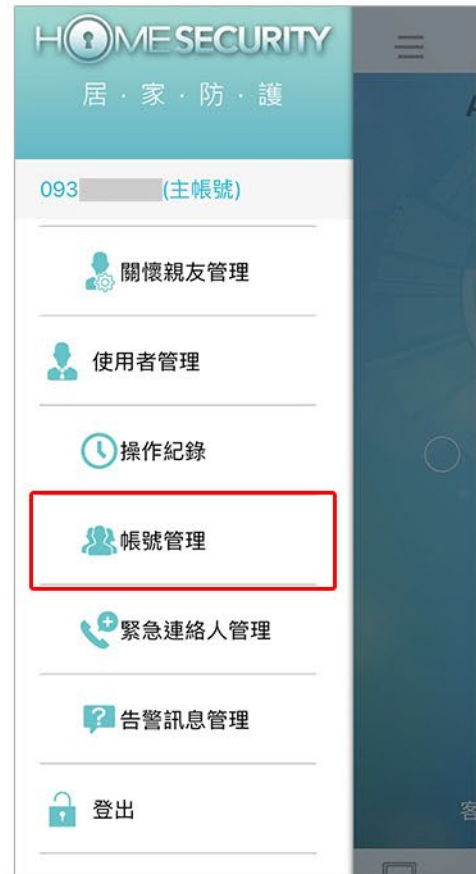 HOMESECURITY
居·家·防·護
093 (主帳號)
關懷親友管理
使用者管理
操作紀錄
帳號管理
緊急連絡人管理
告警訊息管理
登出
客